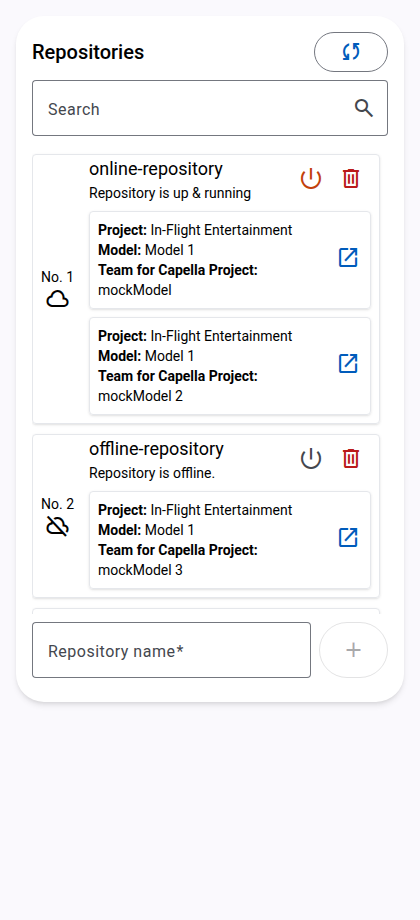 Repositories
Search
online-repository
Repository is up & running
Project: In-Flight Entertainment
Model: Model 1
Team for Capella Project:
mockModel
No. 1
Project: In-Flight Entertainment
Model: Model 1
Team for Capella Project:
mockModel 2
offline-repository
Repository is offline.
No. 2
Project: In-Flight Entertainment
Model: Model 1
Team for Capella Project:
mockModel 3
Repository name*